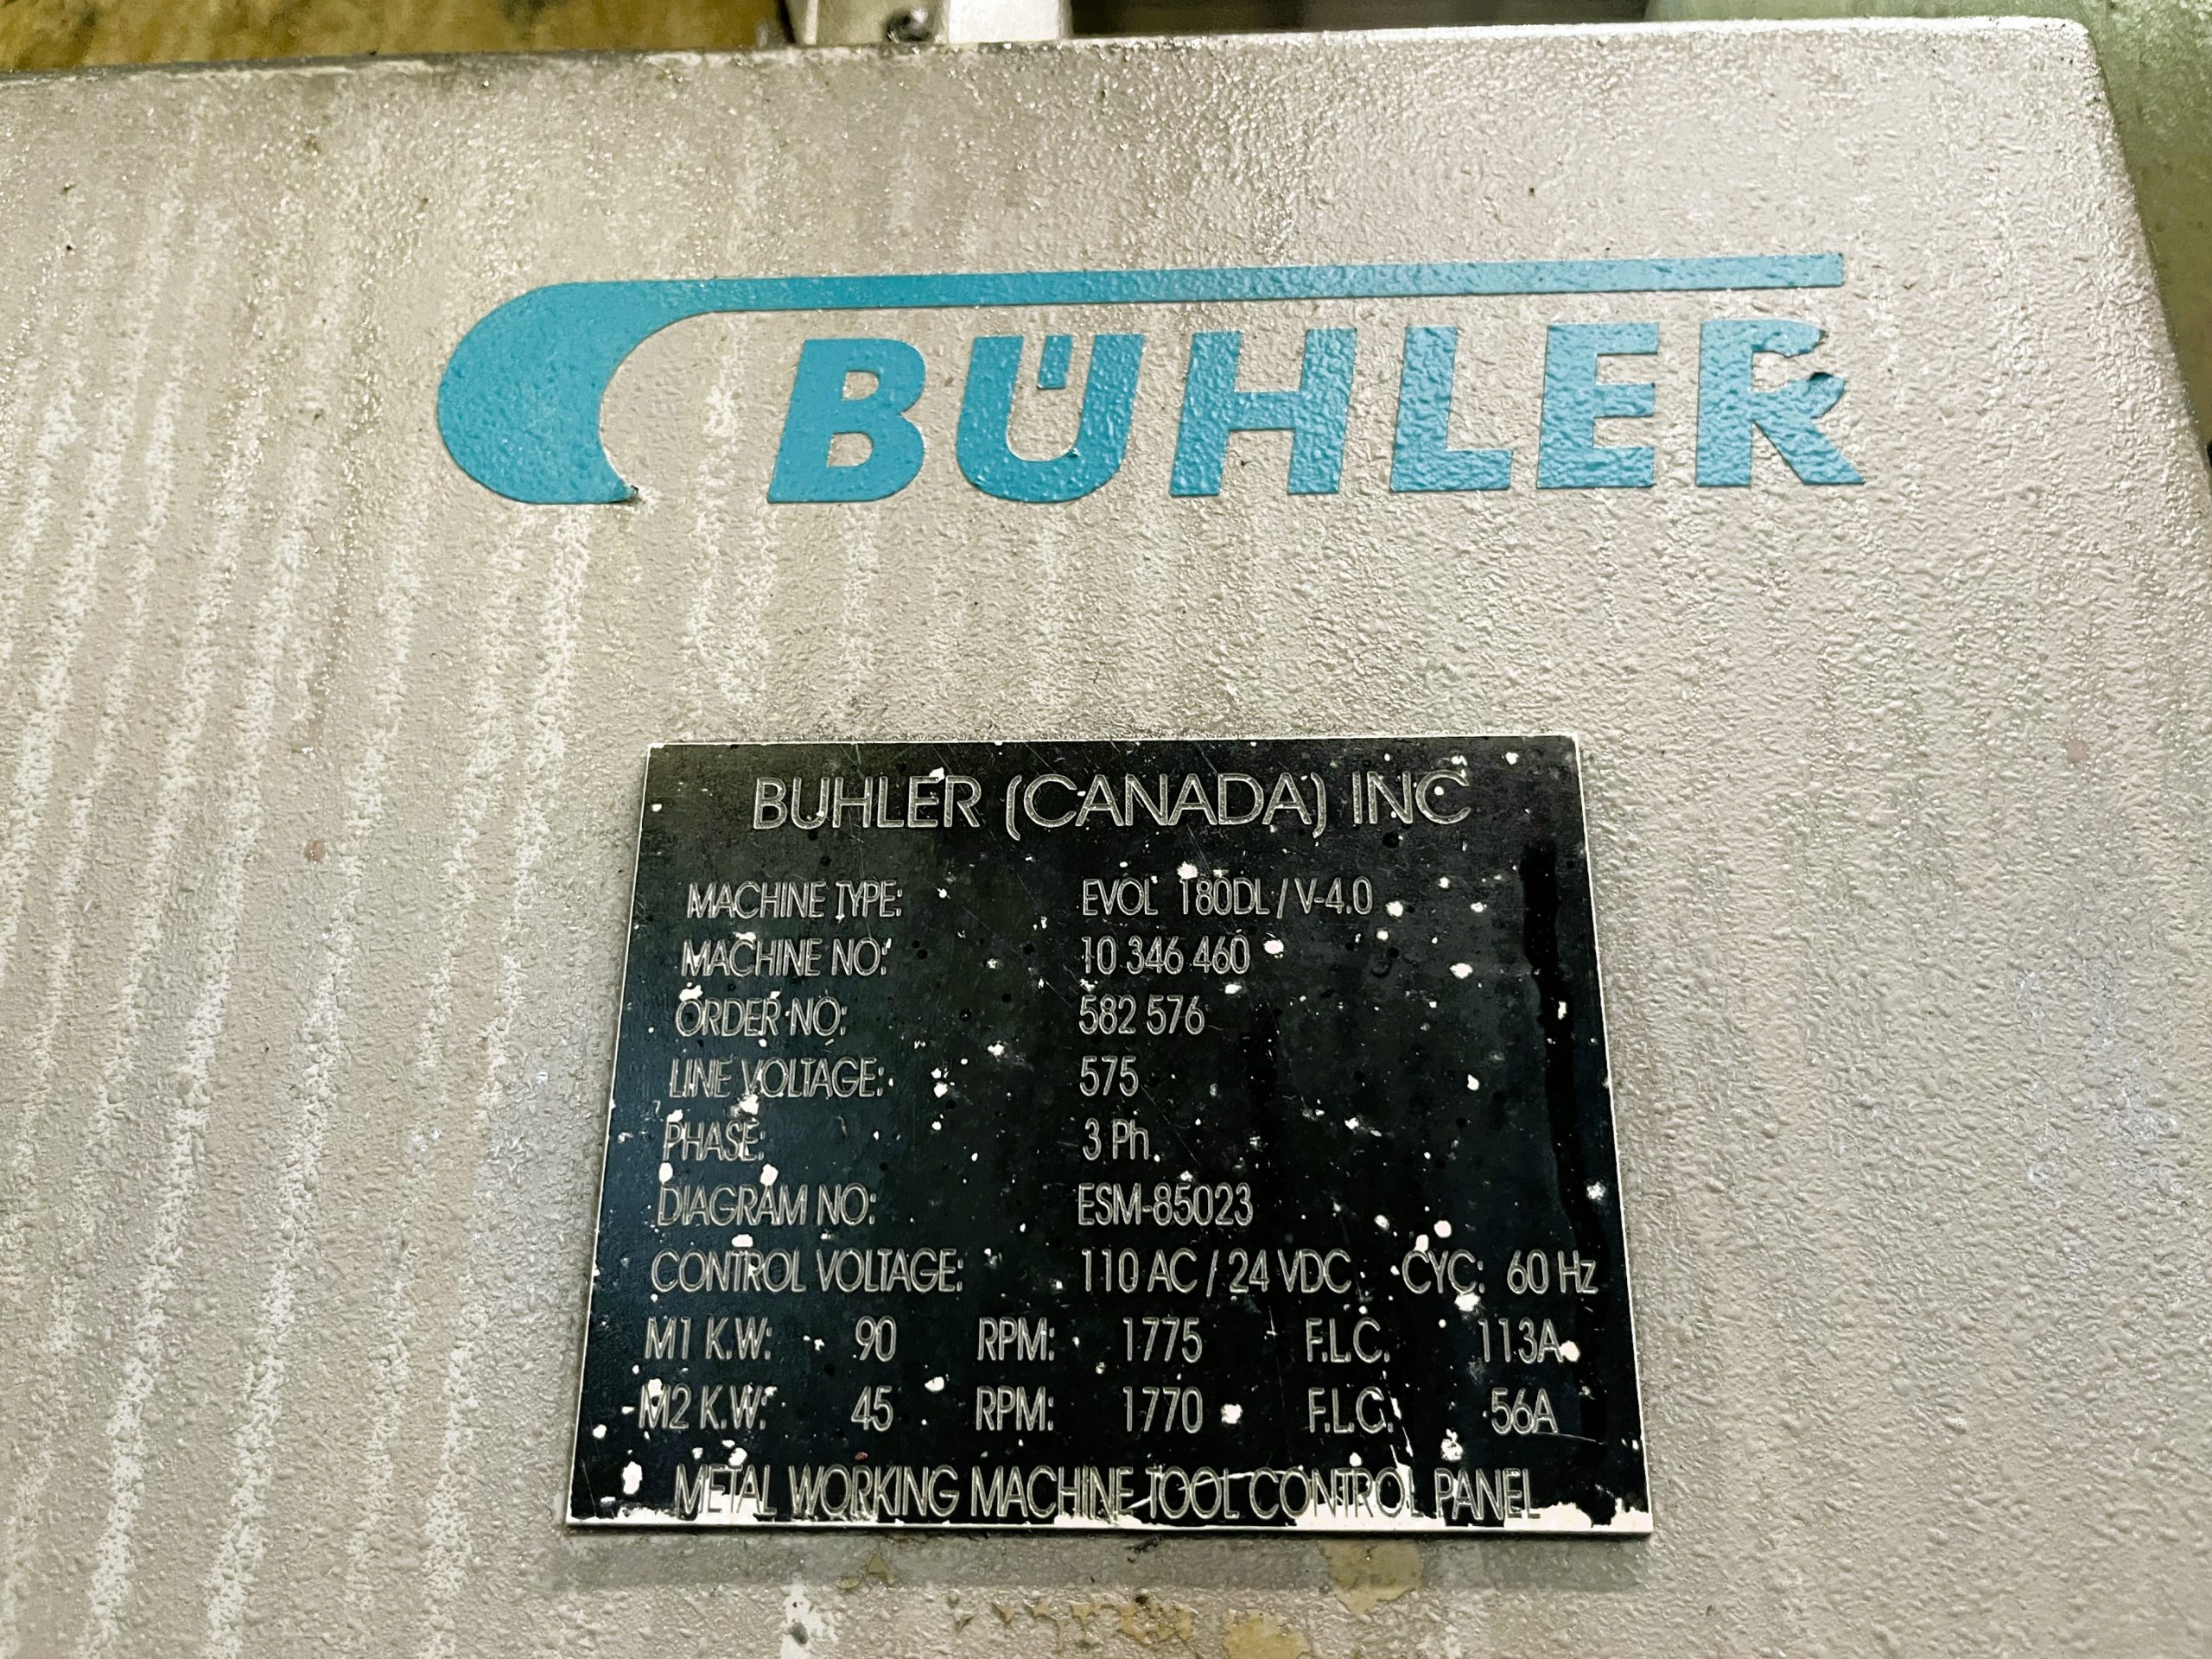 BÜHLER
BUHLER (CANADA) INC
MACHINE TYPE: EVOL 180DL / V-4.0
MACHINE NO: 10 346 460
ORDER NO: 582 576
LINE VOLTAGE: 575
PHASE: 3 Ph.
DIAGRAM NO: ESM-85023
CONTROL VOLTAGE: 110 AC / 24 VDC CYC: 60 Hz
M1 K.W: 90 RPM: 1775 F.L.C. 113A
M2 K.W: 45 RPM: 1770 F.L.C. 56A
METAL WORKING MACHINE TOOL CONTROL PANEL